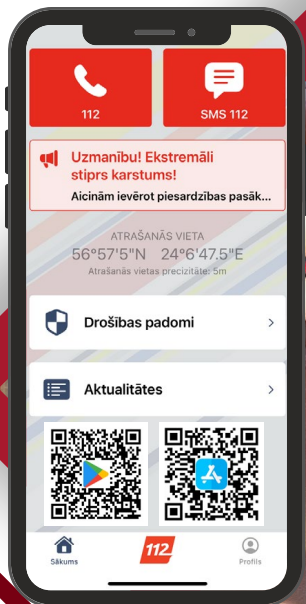 112
SMS 112
Uzmanību! Ekstremāli
stiprs karstums!
Aicinām ievērot piesardzības pasāk...
ATRAŠANĀS VIETA
56°57'5"N 24°6'47.5"E
Atrašanās vietas precizitāte: 5m
Drošības padomi
Aktualitātes
Sākums
112
Profils